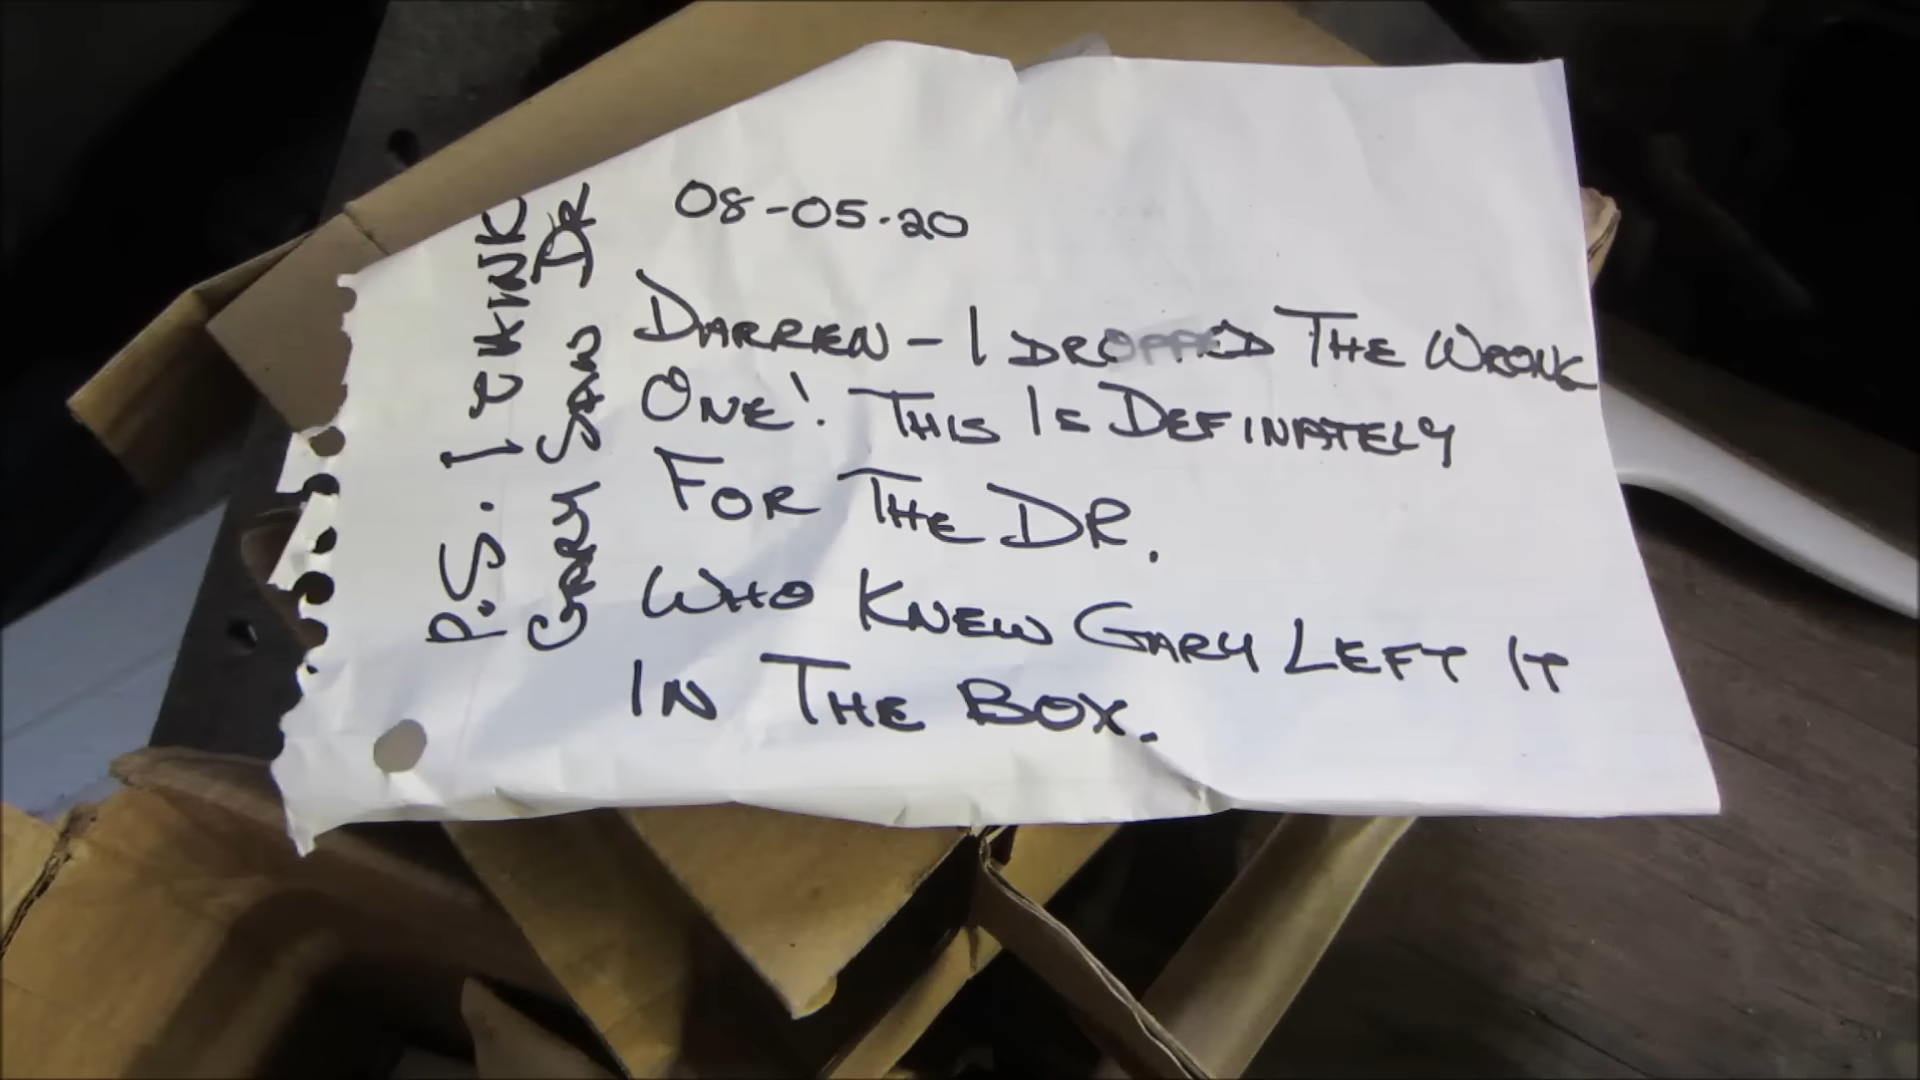 08-05-20
DARREN - I DROPPED THE WRONG
ONE! THIS IS DEFINATELY
FOR THE DR.
WHO KNEW GARY LEFT IT
IN THE BOX.
P.S. I THINK
GARY SAW DR